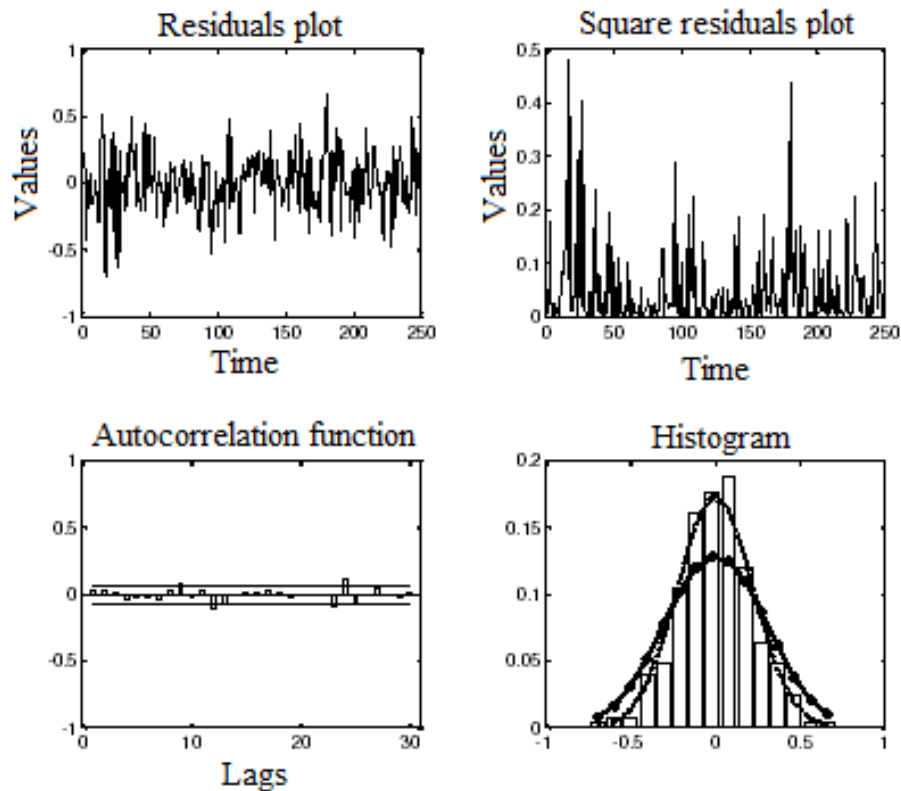 Residuals plot
1
0.5
0
-0.5
-1
Values
0 50 100 150 200 250
Time
Square residuals plot
0.5
0.4
0.3
0.2
0.1
0
Values
0 50 100 150 200 250
Time
Autocorrelation function
1
0.5
0
-0.5
-1
0 10 20 30
Lags
Histogram
0.2
0.15
0.1
0.05
0
-1 -0.5 0 0.5 1